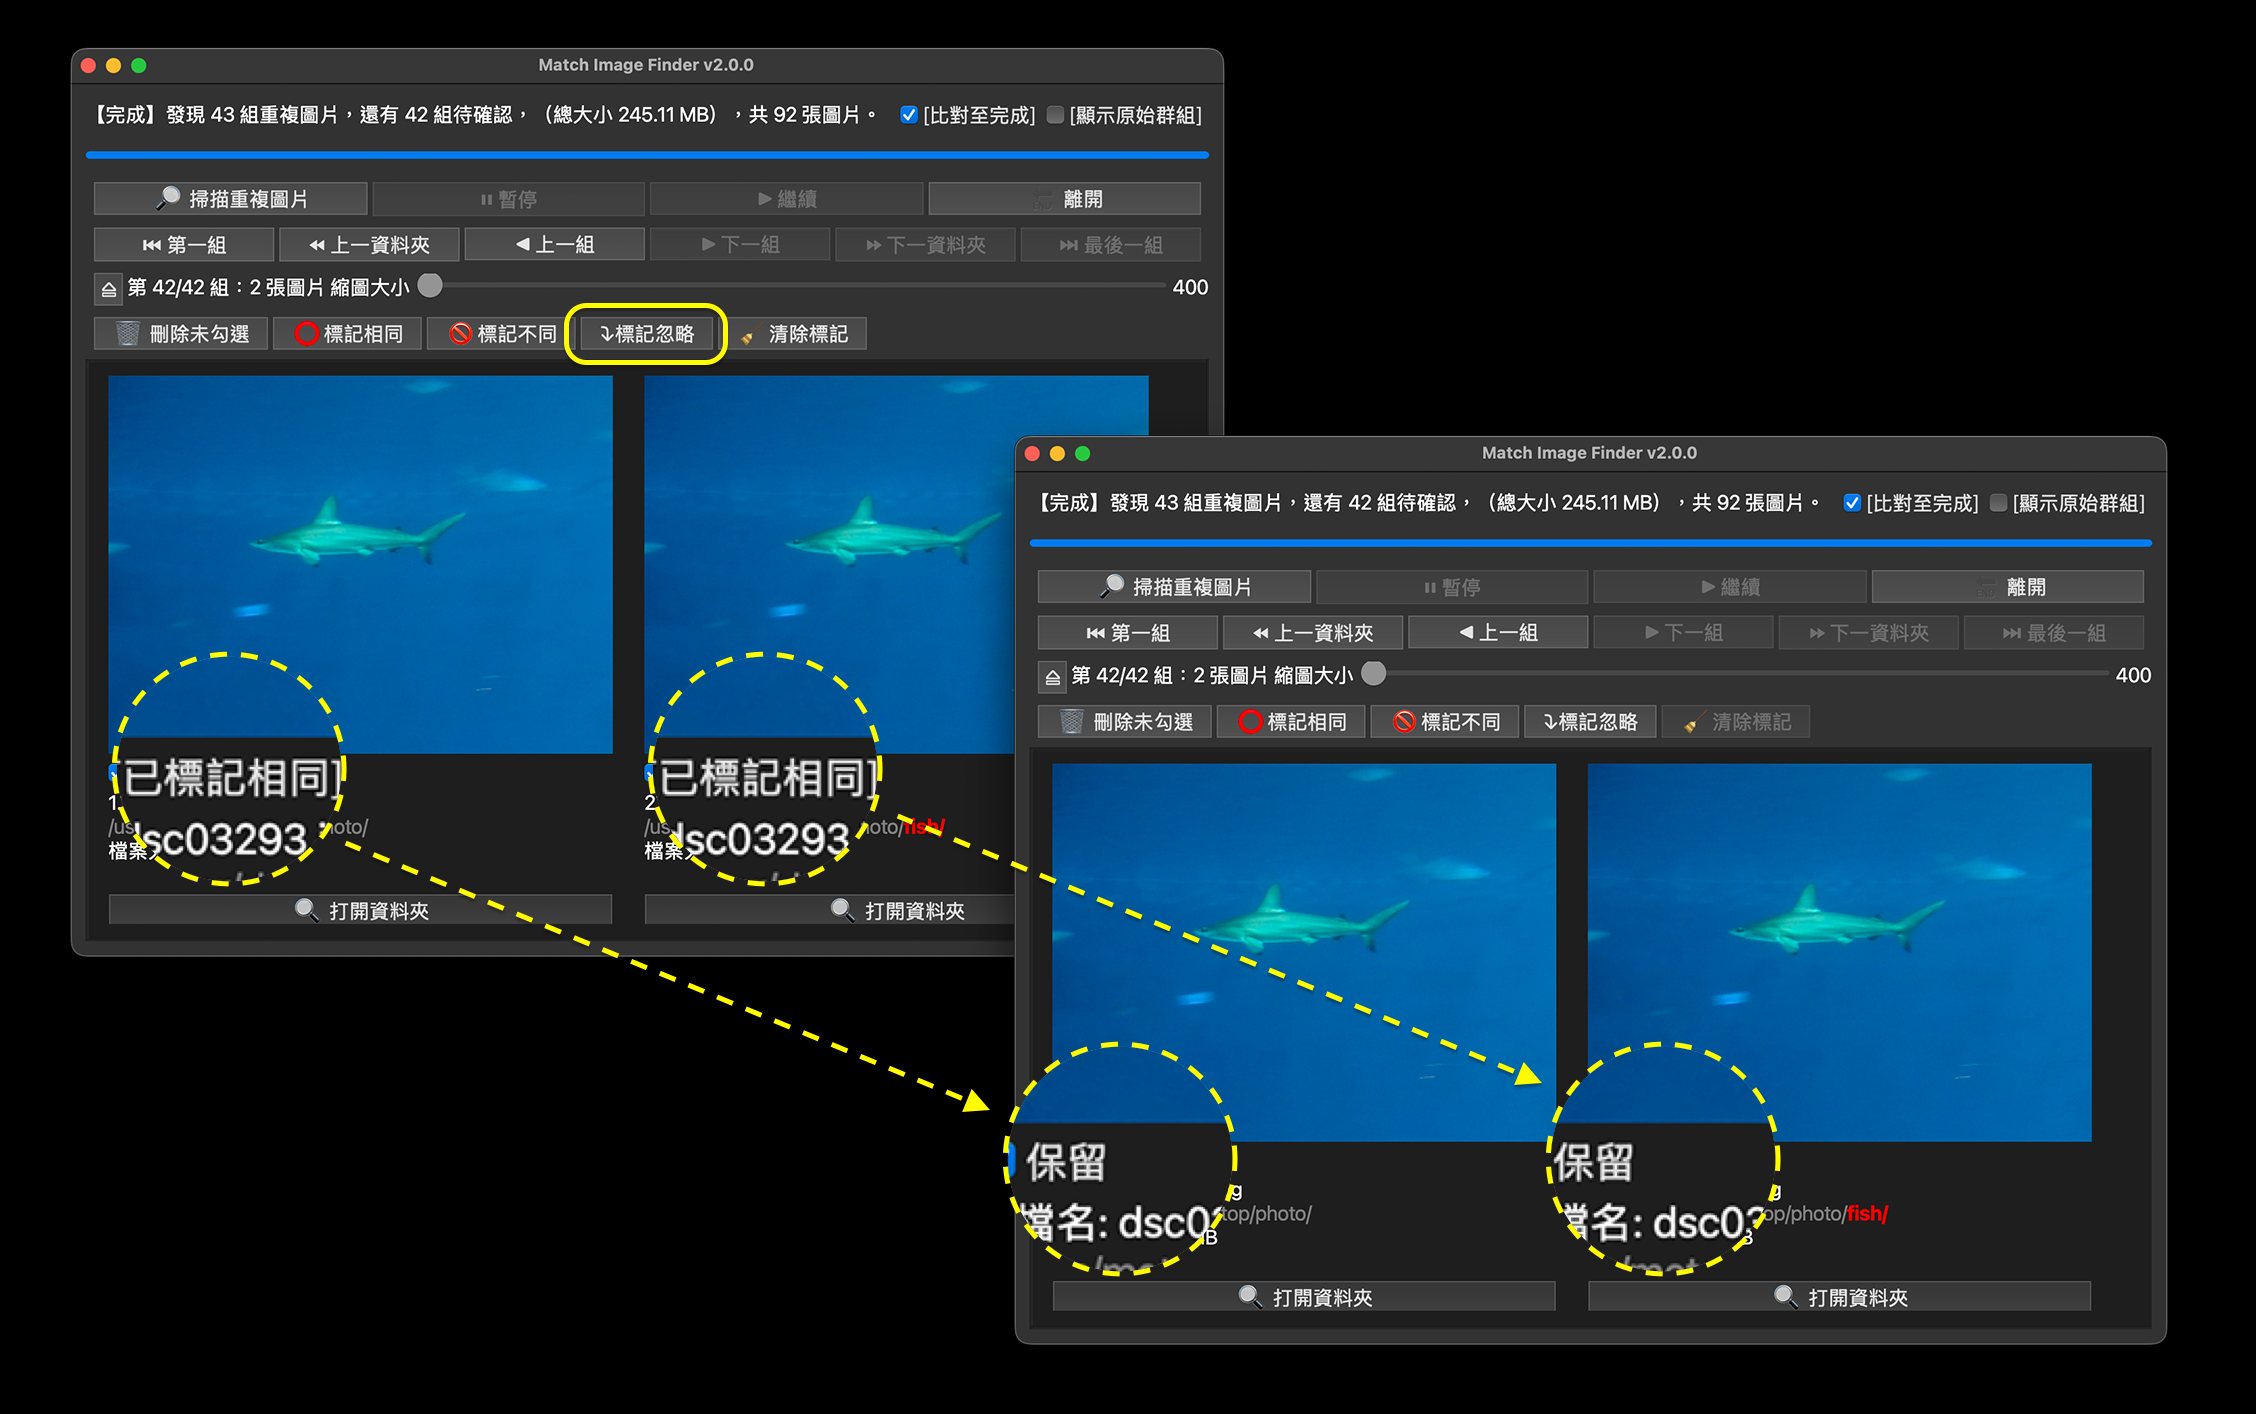 Match Image Finder v2.0.0
【完成】發現 43 組重複圖片，還有 42 組待確認，（總大小 245.11 MB），共 92 張圖片。 [比對至完成] [顯示原始群組]
掃描重複圖片 暫停 繼續 離開
第一組 上一資料夾 上一組 下一組 下一資料夾 最後一組
第 42/42 組：2 張圖片 縮圖大小 400
刪除未勾選 標記相同 標記不同 標記忽略 清除標記
已標記相同] 已標記相同]
1. 2
/us dsc03293 oto/ /us dsc03293 oto/fish/
檔案 檔案
打開資料夾 打開資料夾
Match Image Finder v2.0.0
【完成】發現 43 組重複圖片，還有 42 組待確認，（總大小 245.11 MB），共 92 張圖片。 [比對至完成] [顯示原始群組]
掃描重複圖片 暫停 繼續 離開
第一組 上一資料夾 上一組 下一組 下一資料夾 最後一組
第 42/42 組：2 張圖片 縮圖大小 400
刪除未勾選 標記相同 標記不同 標記忽略 清除標記
保留 保留
檔名: dsc03 top/photo/ 檔名: dsc03 op/photo/fish/
打開資料夾 打開資料夾